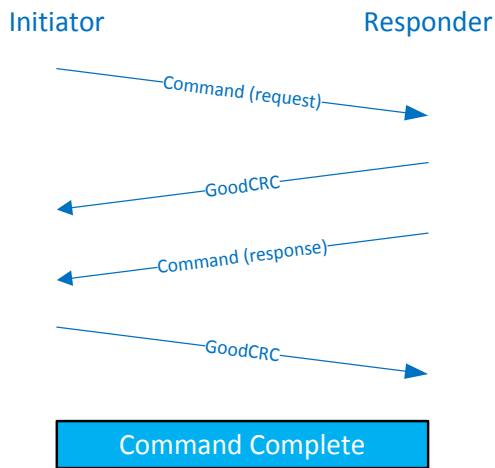 Initiator
Responder
Command (request)
GoodCRC
Command (response)
GoodCRC
Command Complete